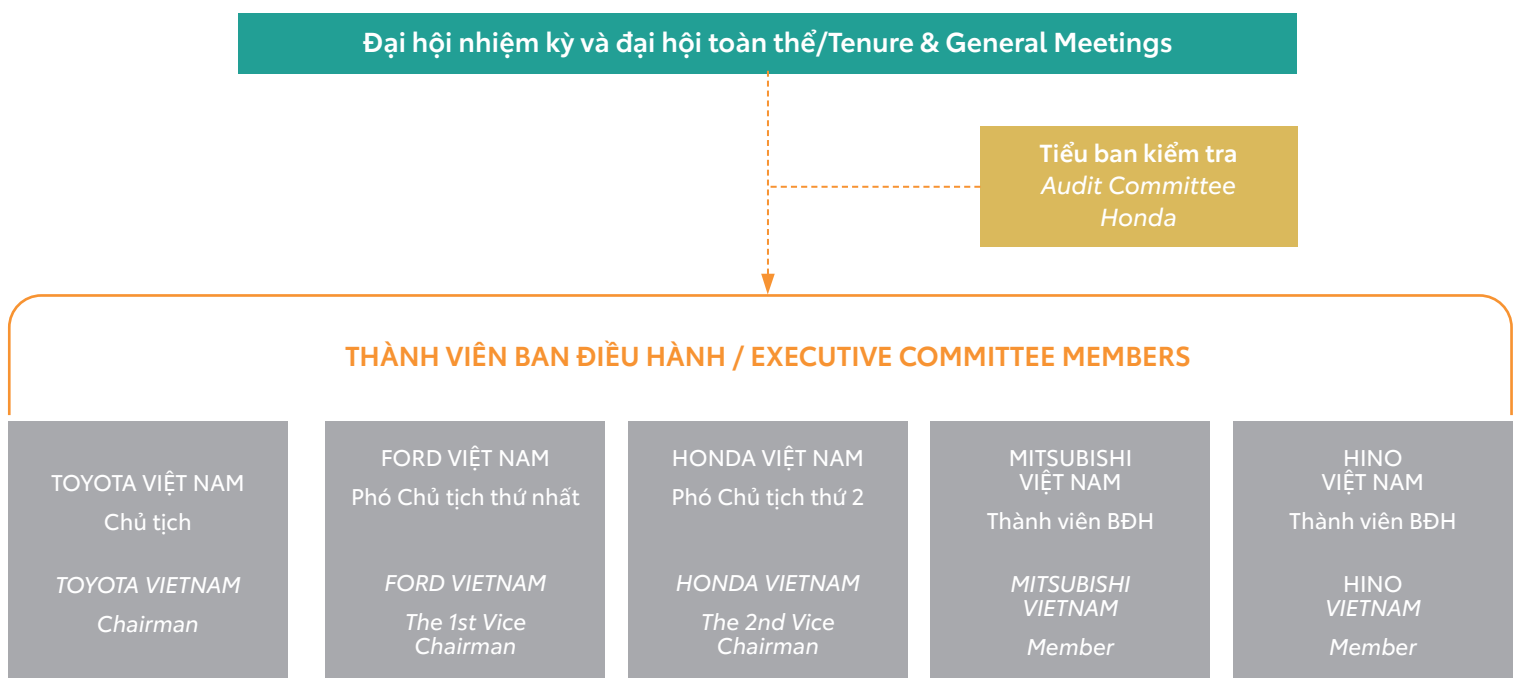 Đại hội nhiệm kỳ và đại hội toàn thể/Tenure & General Meetings
Tiểu ban kiểm tra
Audit Committee
Honda
THÀNH VIÊN BAN ĐIỀU HÀNH / EXECUTIVE COMMITTEE MEMBERS
TOYOTA VIỆT NAM
Chủ tịch
TOYOTA VIETNAM
Chairman
FORD VIỆT NAM
Phó Chủ tịch thứ nhất
FORD VIETNAM
The 1st Vice
Chairman
HONDA VIỆT NAM
Phó Chủ tịch thứ 2
HONDA VIETNAM
The 2nd Vice
Chairman
MITSUBISHI
VIỆT NAM
Thành viên BĐH
MITSUBISHI
VIETNAM
Member
HINO
VIỆT NAM
Thành viên BĐH
HINO
VIETNAM
Member